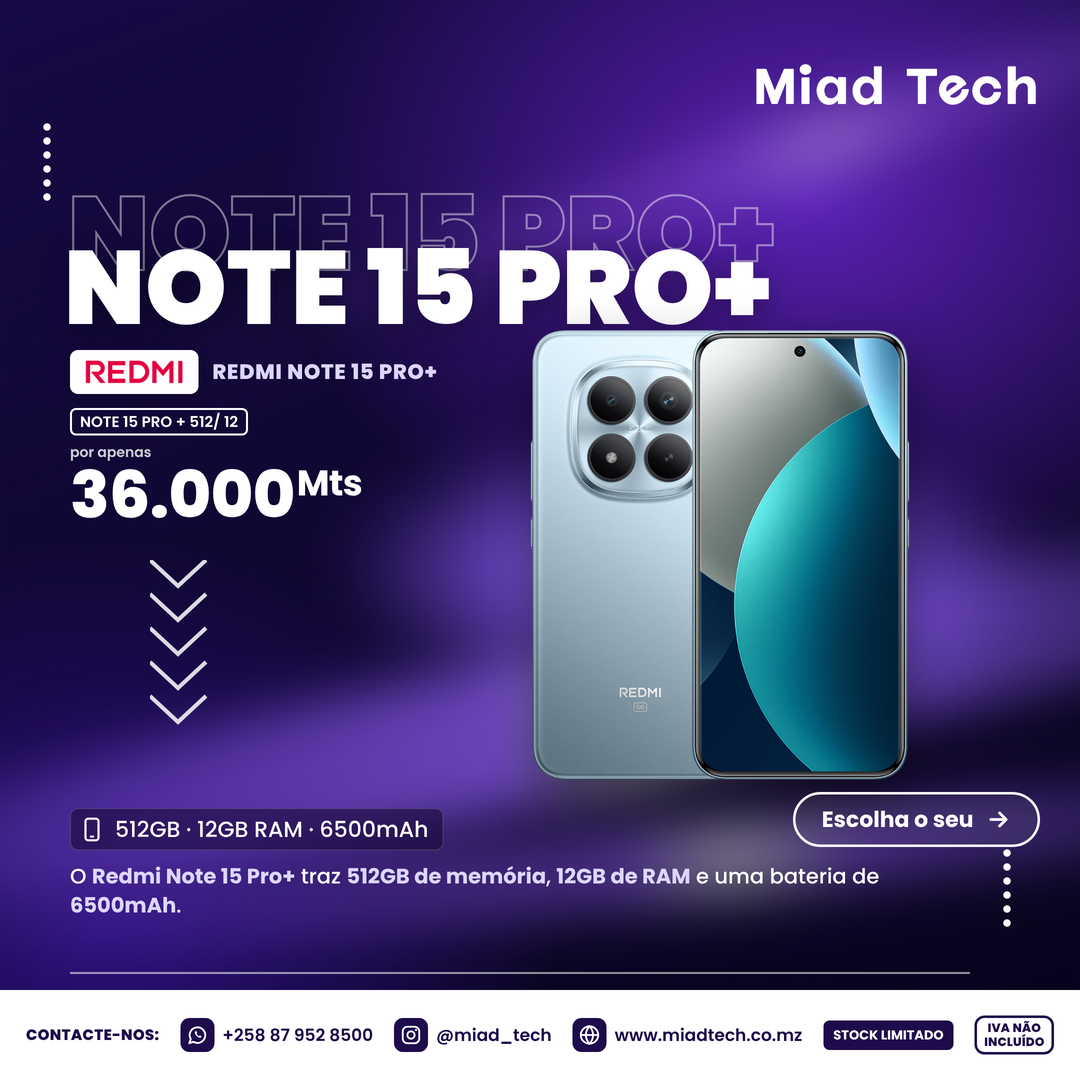 Miad Tech
NOTE 15 PRO+
NOTE 15 PRO+
REDMI REDMI NOTE 15 PRO+
NOTE 15 PRO + 512/ 12
por apenas
36.000Mts
REDMI
5G
Escolha o seu
512GB · 12GB RAM · 6500mAh
O Redmi Note 15 Pro+ traz 512GB de memória, 12GB de RAM e uma bateria de
6500mAh.
CONTACTE-NOS: +258 87 952 8500 @miad_tech www.miadtech.co.mz STOCK LIMITADO IVA NÃO
INCLUÍDO